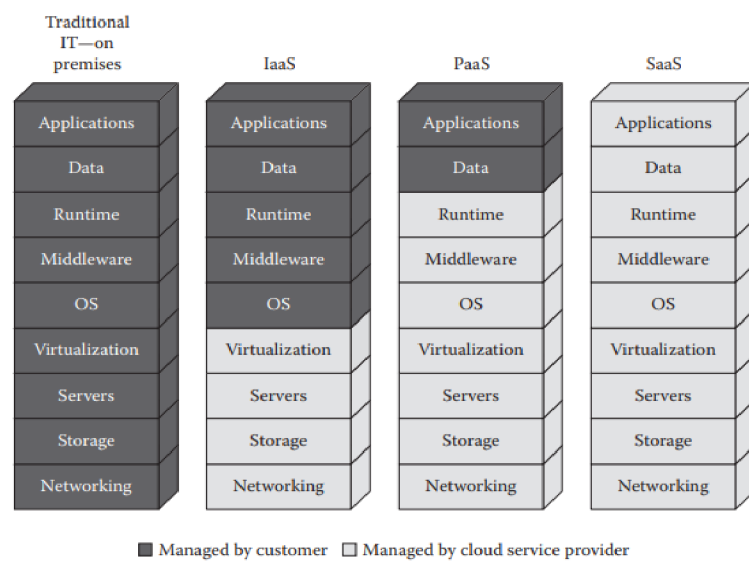 Traditional
IT—on
premises
IaaS
PaaS
SaaS
Applications
Data
Runtime
Middleware
OS
Virtualization
Servers
Storage
Networking
Applications
Data
Runtime
Middleware
OS
Virtualization
Servers
Storage
Networking
Applications
Data
Runtime
Middleware
OS
Virtualization
Servers
Storage
Networking
Applications
Data
Runtime
Middleware
OS
Virtualization
Servers
Storage
Networking
Managed by customer
Managed by cloud service provider